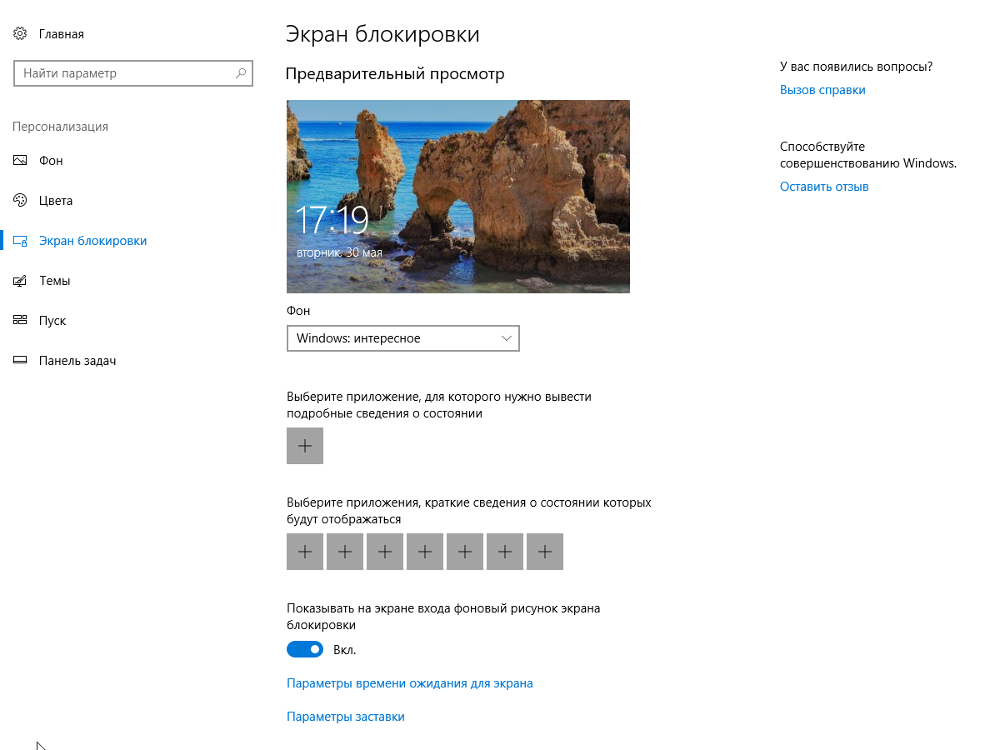 Главная
Найти параметр
Персонализация
Фон
Цвета
Экран блокировки
Темы
Пуск
Панель задач
Экран блокировки
Предварительный просмотр
17:19
вторник, 30 мая
Фон
Windows: интересное
Выберите приложение, для которого нужно вывести
подробные сведения о состоянии
Выберите приложения, краткие сведения о состоянии которых
будут отображаться
Показывать на экране входа фоновый рисунок экрана
блокировки
Вкл.
Параметры времени ожидания для экрана
Параметры заставки
У вас появились вопросы?
Вызов справки
Способствуйте
совершенствованию Windows.
Оставить отзыв